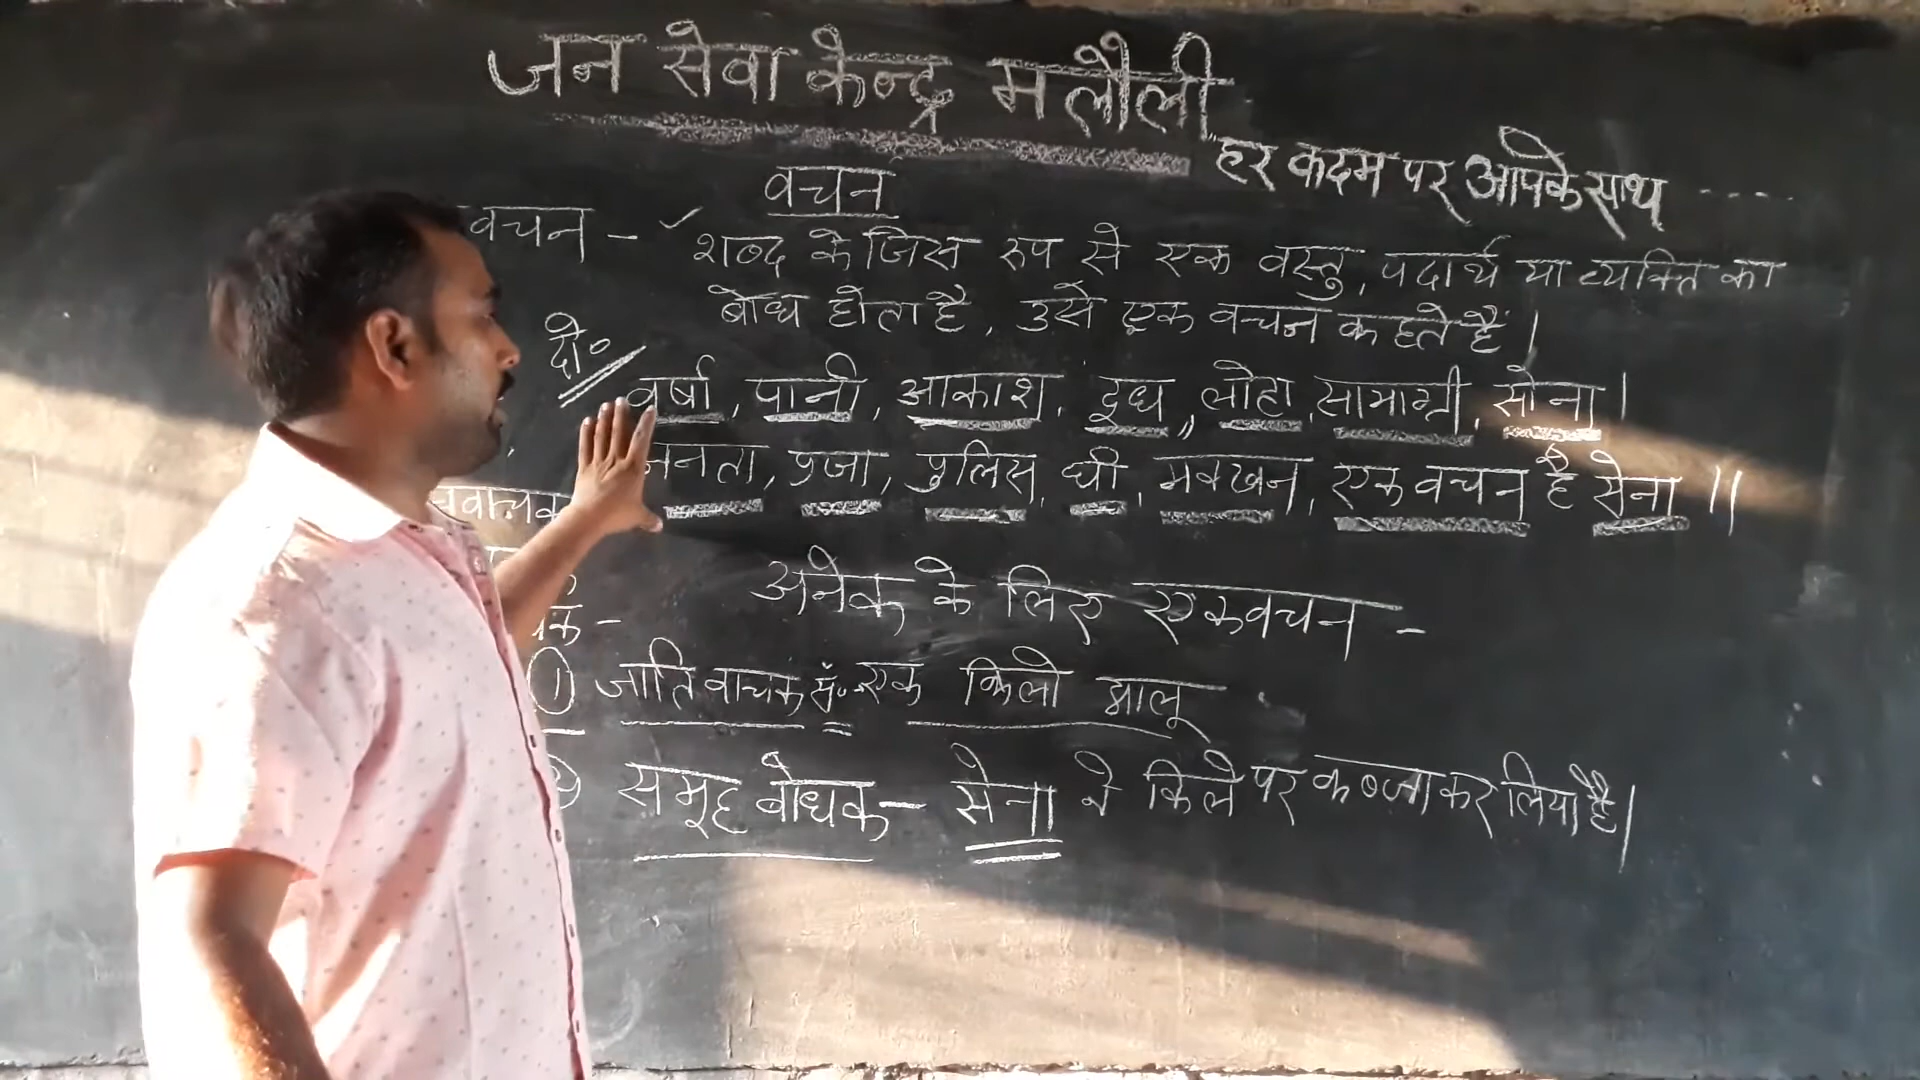 जन सेवा केन्द्र मलौली
हर कदम पर आपके साथ ----
वचन
वचन - ✓ शब्द के जिस रूप से एक वस्तु, पदार्थ या व्यक्ति का
बोध होता है, उसे एक वचन कहते हैं।
दो॰
वर्षा, पानी, आकाश, दूध, लोहा, सामाग्री, सोना।
जनता, प्रजा, पुलिस, घी, मक्खन, एक वचन है सेना ॥
वाचक
अनेक के लिए एकवचन -
① जातिवाचक सं॰- एक किलो आलू
② समूह बोधक - सेना ने किले पर कब्जा कर लिया है।